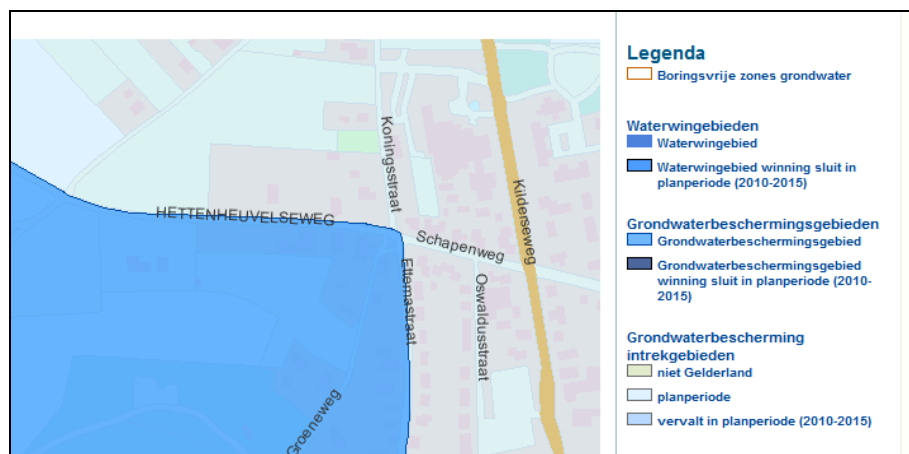 Koningsstraat
HETTENHEUVELSEWEG
Kilderseweg
Schapenweg
Ettemastraat
Oswaldusstraat
Groeneweg
Legenda
Boringsvrije zones grondwater
Waterwingebieden
Waterwingebied
Waterwingebied winning sluit in
planperiode (2010-2015)
Grondwaterbeschermingsgebieden
Grondwaterbeschermingsgebied
Grondwaterbeschermingsgebied
winning sluit in planperiode (2010-
2015)
Grondwaterbescherming
intrekgebieden
niet Gelderland
planperiode
vervalt in planperiode (2010-2015)